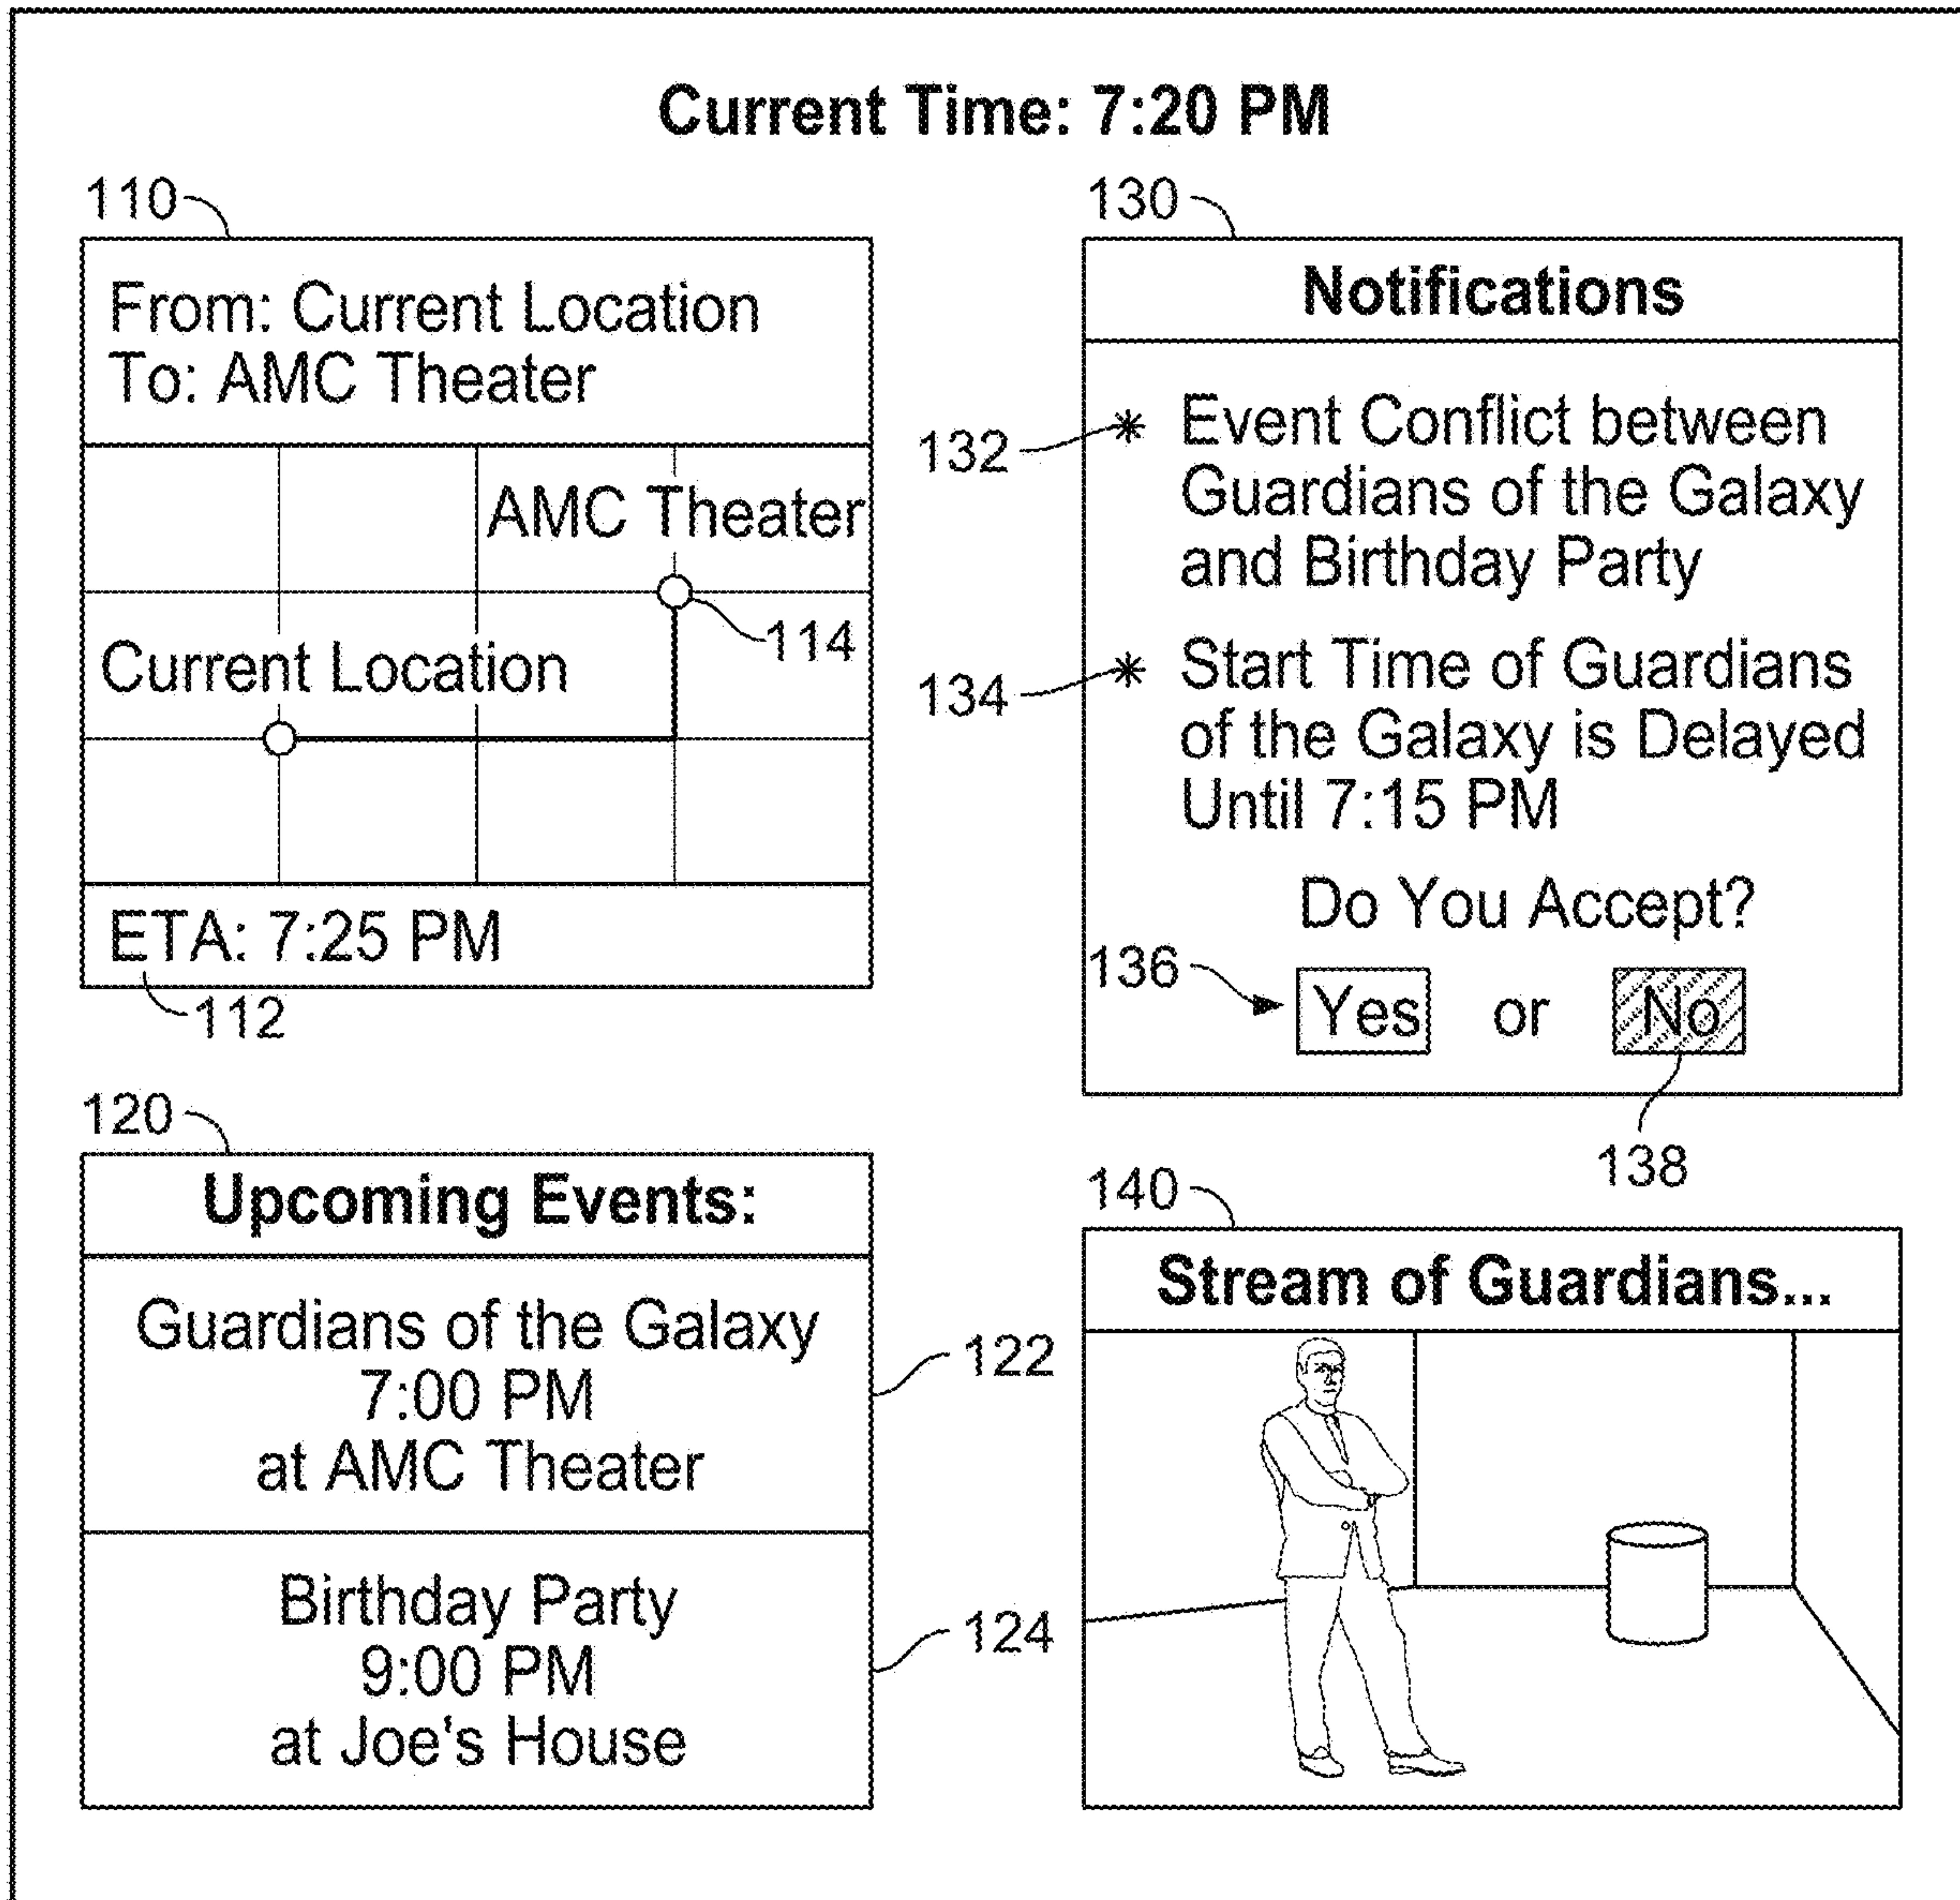 Current Time: 7:20 PM
110
From: Current Location
To: AMC Theater
AMC Theater
114
Current Location
ETA: 7:25 PM
112
130
Notifications
132
* Event Conflict between
Guardians of the Galaxy
and Birthday Party
134
* Start Time of Guardians
of the Galaxy is Delayed
Until 7:15 PM
Do You Accept?
136
Yes or No
138
120
Upcoming Events:
Guardians of the Galaxy
7:00 PM
at AMC Theater
122
Birthday Party
9:00 PM
at Joe's House
124
140
Stream of Guardians...